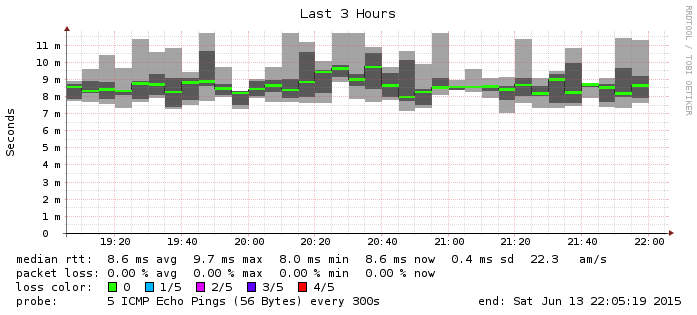 Last 3 Hours
RRDTOOL / TOBI OETIKER
Seconds
11 m
10 m
9 m
8 m
7 m
6 m
5 m
4 m
3 m
2 m
1 m
0
19:20 19:40 20:00 20:20 20:40 21:00 21:20 21:40 22:00
median rtt: 8.6 ms avg 9.7 ms max 8.0 ms min 8.6 ms now 0.4 ms sd 22.3 am/s
packet loss: 0.00 % avg 0.00 % max 0.00 % min 0.00 % now
loss color: 0 1/5 2/5 3/5 4/5
probe: 5 ICMP Echo Pings (56 Bytes) every 300s end: Sat Jun 13 22:05:19 2015